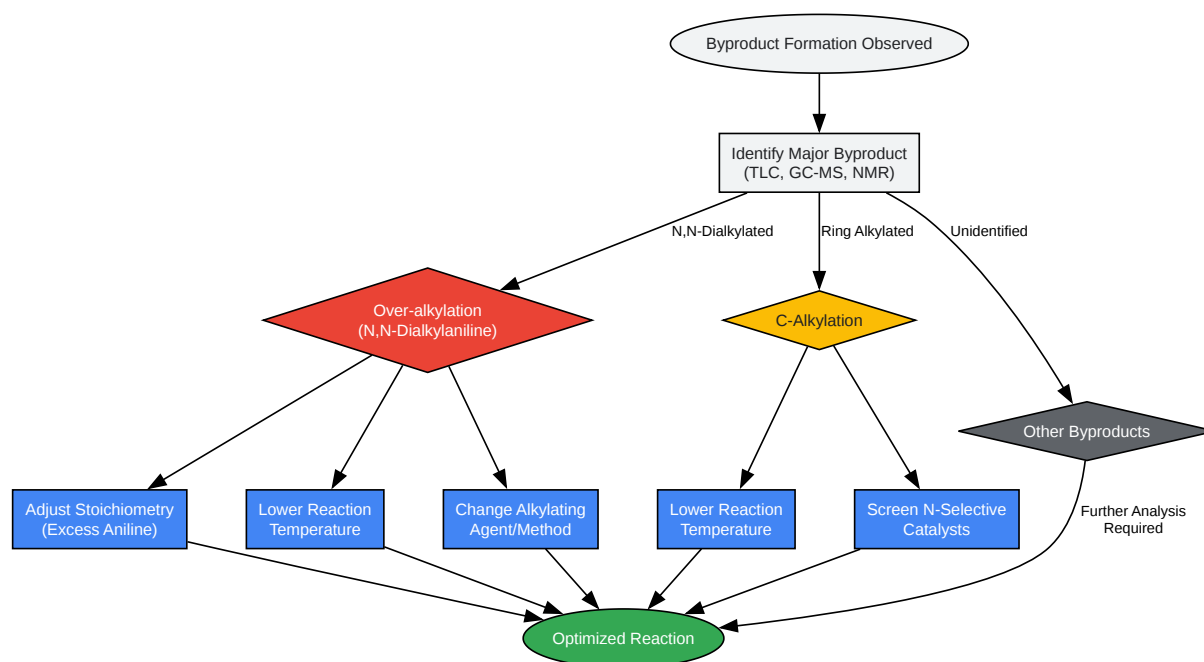 Byproduct Formation Observed
Identify Major Byproduct
(TLC, GC-MS, NMR)
N,N-Dialkylated
Ring Alkylated
Unidentified
Over-alkylation
(N,N-Dialkylaniline)
C-Alkylation
Other Byproducts
Adjust Stoichiometry
(Excess Aniline)
Lower Reaction
Temperature
Change Alkylating
Agent/Method
Lower Reaction
Temperature
Screen N-Selective
Catalysts
Further Analysis
Required
Optimized Reaction